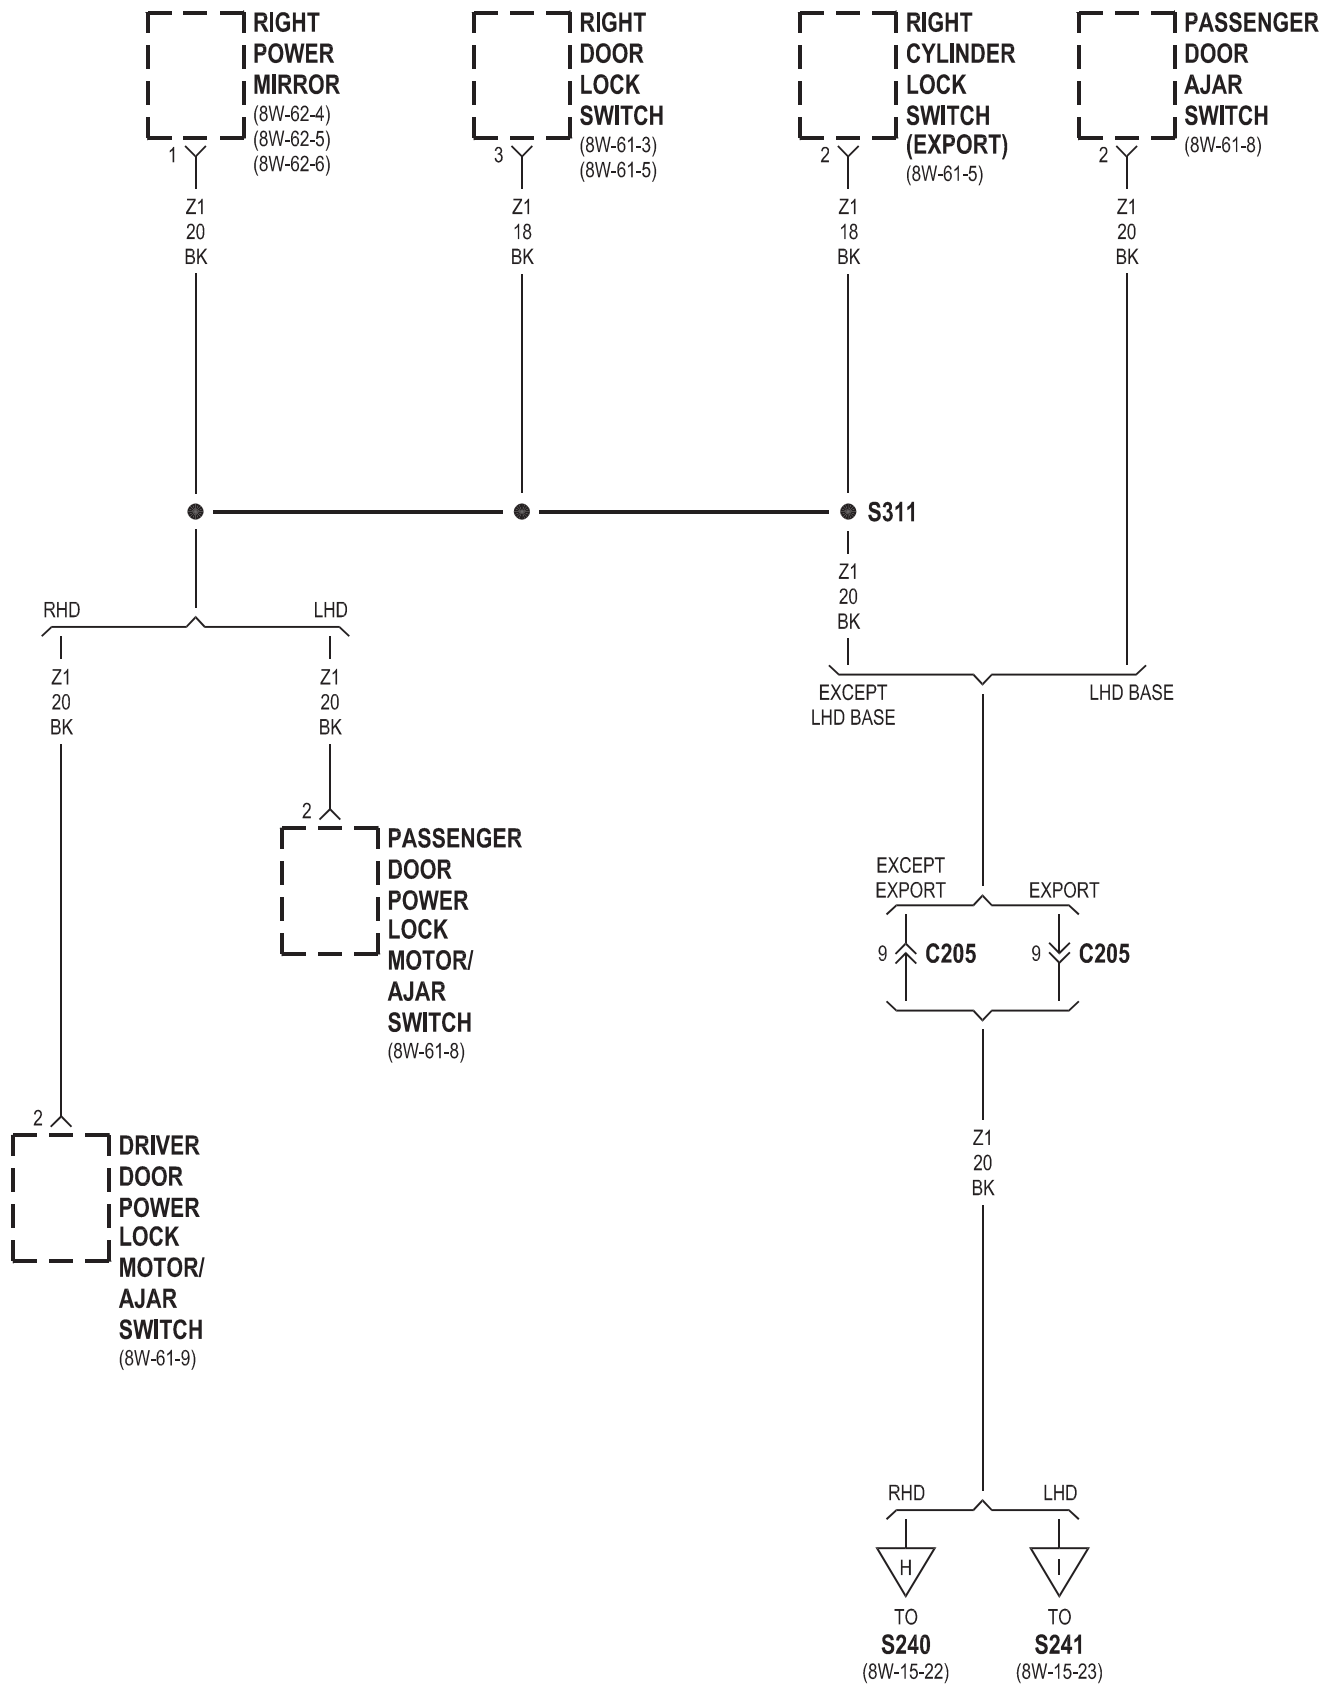 RIGHT
POWER
MIRROR
(8W-62-4)
(8W-62-5)
(8W-62-6)
1
Z1
20
BK
RIGHT
DOOR
LOCK
SWITCH
(8W-61-3)
(8W-61-5)
3
Z1
18
BK
RIGHT
CYLINDER
LOCK
SWITCH
(EXPORT)
(8W-61-5)
2
Z1
18
BK
PASSENGER
DOOR
AJAR
SWITCH
(8W-61-8)
2
Z1
20
BK
S311
Z1
20
BK
RHD
LHD
Z1
20
BK
Z1
20
BK
EXCEPT
LHD BASE
LHD BASE
2
PASSENGER
DOOR
POWER
LOCK
MOTOR/
AJAR
SWITCH
(8W-61-8)
EXCEPT
EXPORT
EXPORT
9
C205
9
C205
2
DRIVER
DOOR
POWER
LOCK
MOTOR/
AJAR
SWITCH
(8W-61-9)
Z1
20
BK
RHD
LHD
H
I
TO
S240
(8W-15-22)
TO
S241
(8W-15-23)